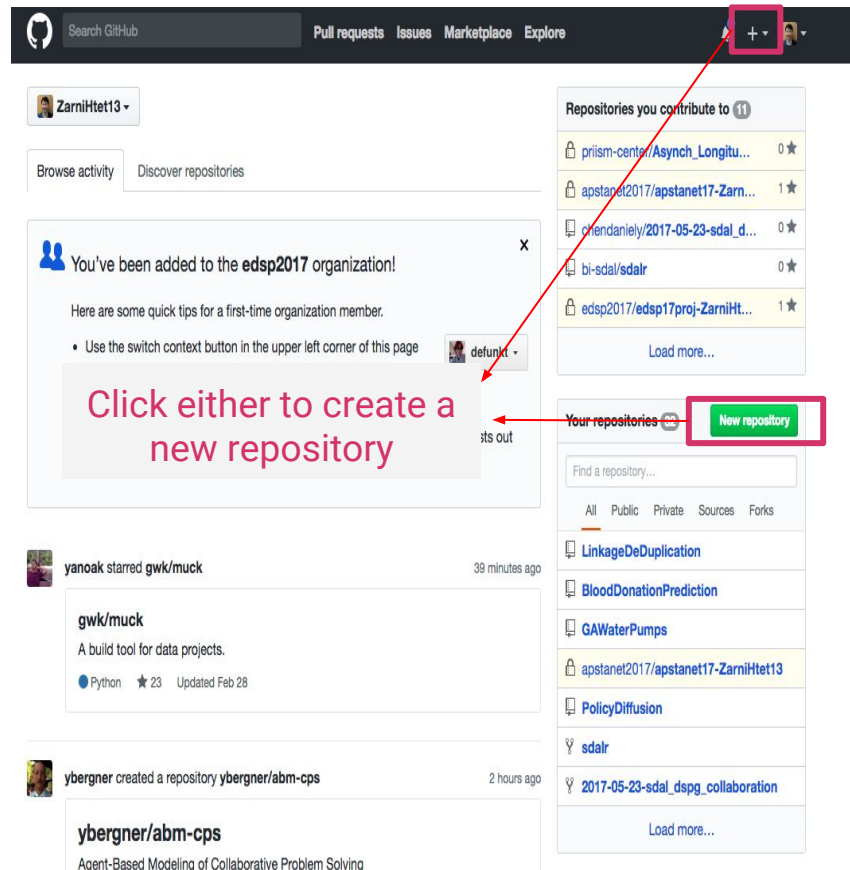 Search GitHub
Pull requests Issues Marketplace Explore
ZarniHtet13
Browse activity Discover repositories
You've been added to the edsp2017 organization!
x
Here are some quick tips for a first-time organization member.
• Use the switch context button in the upper left corner of this page
defunkt
Click either to create a
new repository
sts out
yanoak starred gwk/muck
39 minutes ago
gwk/muck
A build tool for data projects.
Python ★ 23 Updated Feb 28
ybergner created a repository ybergner/abm-cps
2 hours ago
ybergner/abm-cps
Agent-Based Modeling of Collaborative Problem Solving
Repositories you contribute to 11
priism-center/Asynch_Longitu... 0 ★
apstanet2017/apstanet17-Zarn... 1 ★
chendaniely/2017-05-23-sdal_d... 0 ★
bi-sdal/sdalr 0 ★
edsp2017/edsp17proj-ZarniHt... 1 ★
Load more...
Your repositories
New repository
Find a repository...
All Public Private Sources Forks
LinkageDeDuplication
BloodDonationPrediction
GAWaterPumps
apstanet2017/apstanet17-ZarniHtet13
PolicyDiffusion
sdalr
2017-05-23-sdal_dspg_collaboration
Load more...